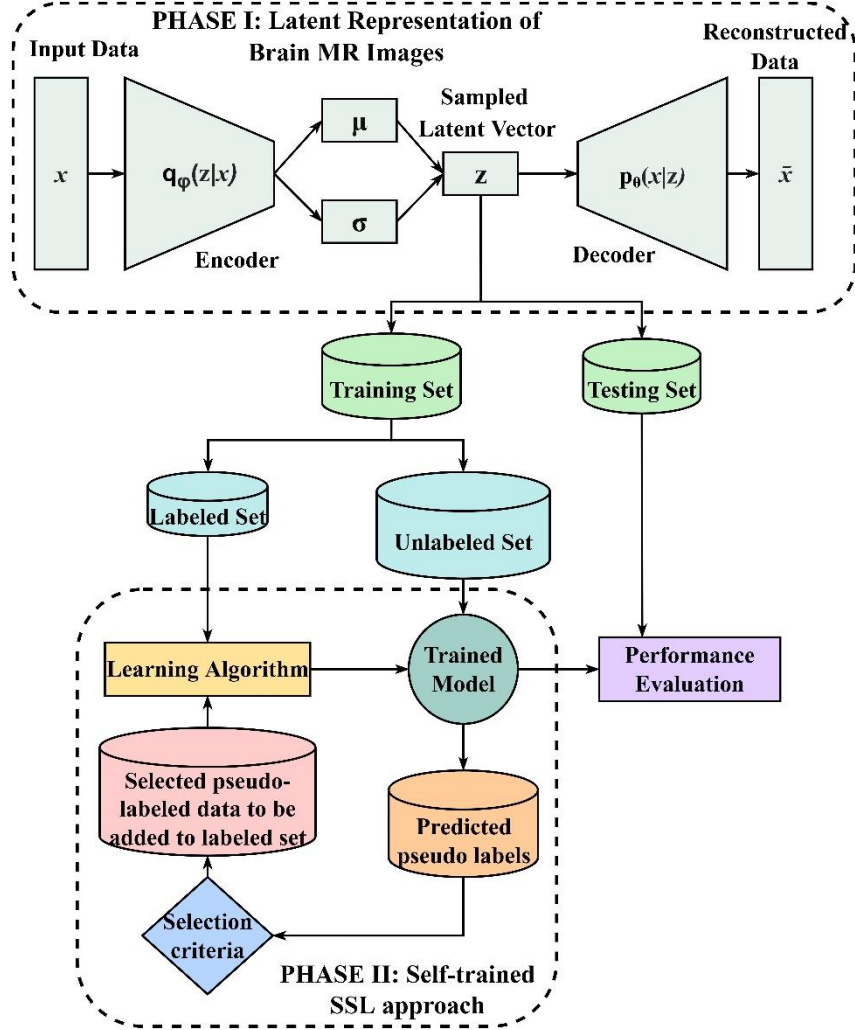 PHASE I: Latent Representation of
Brain MR Images
Input Data
Reconstructed
Data
Sampled
Latent Vector
x
qφ(z|x)
μ
σ
z
pθ(x|z)
x̄
Encoder
Decoder
Training Set
Testing Set
Labeled Set
Unlabeled Set
Learning Algorithm
Trained
Model
Performance
Evaluation
Selected pseudo-
labeled data to be
added to labeled set
Predicted
pseudo labels
Selection
criteria
PHASE II: Self-trained
SSL approach